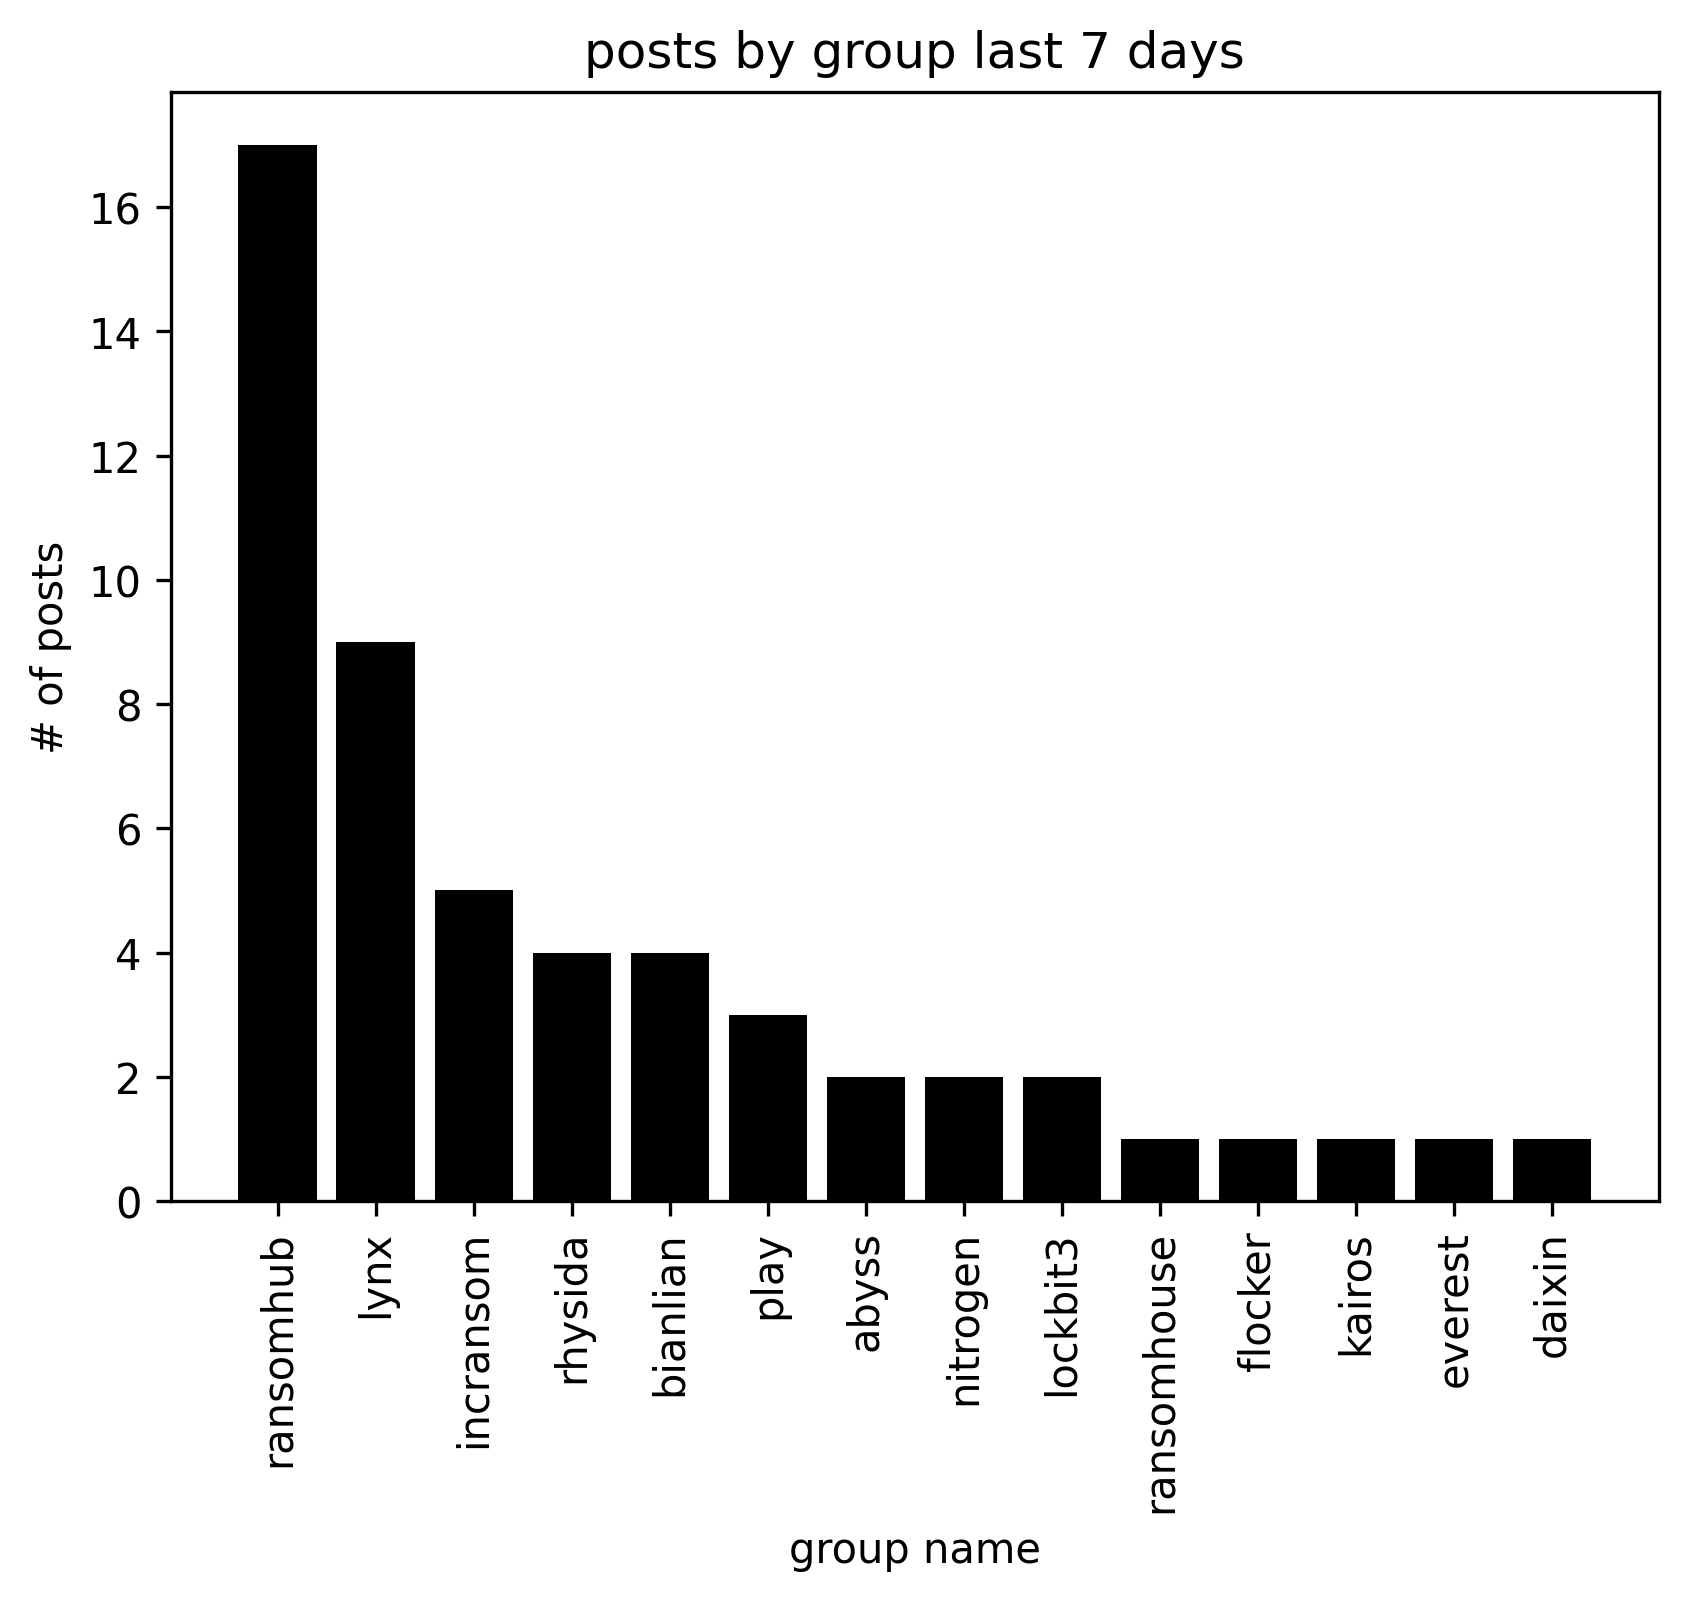 posts by group last 7 days
# of posts
16
14
12
10
8
6
4
2
0
ransomhub
lynx
incransom
rhysida
bianlian
play
abyss
nitrogen
lockbit3
ransomhouse
flocker
kairos
everest
daixin
group name